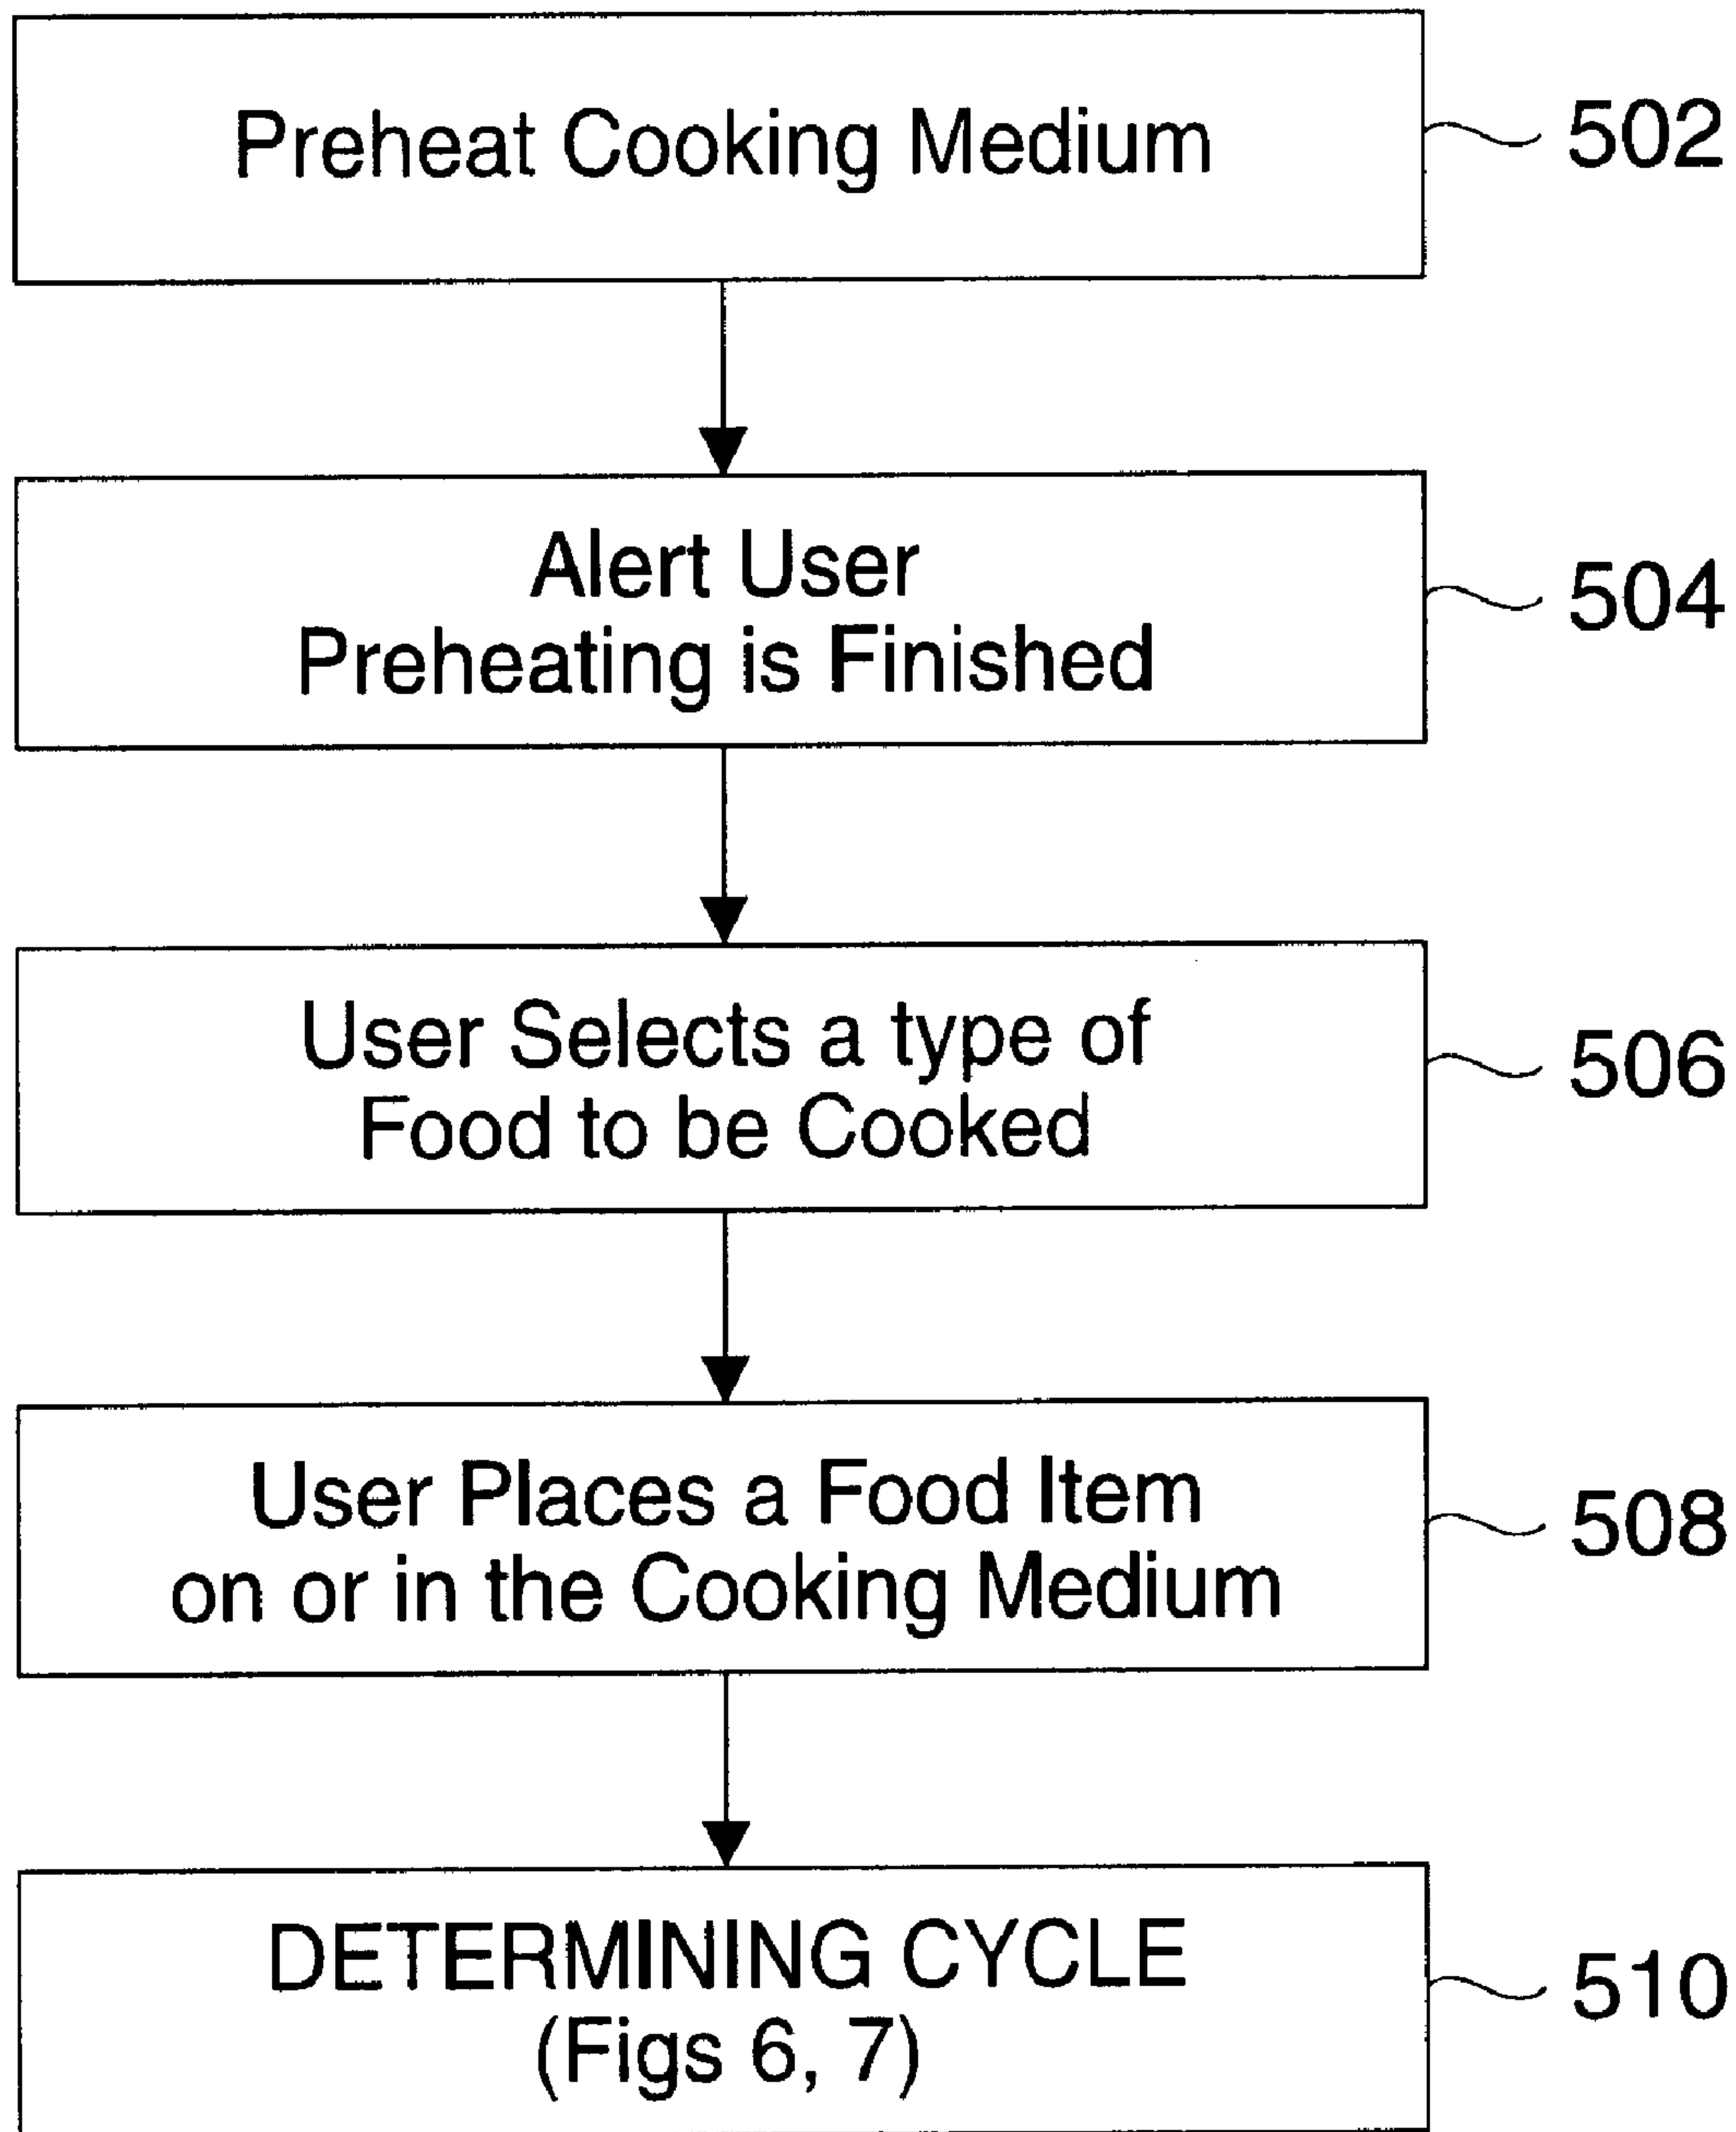 Preheat Cooking Medium
502
Alert User
Preheating is Finished
504
User Selects a type of
Food to be Cooked
506
User Places a Food Item
on or in the Cooking Medium
508
DETERMINING CYCLE
(Figs 6, 7)
510